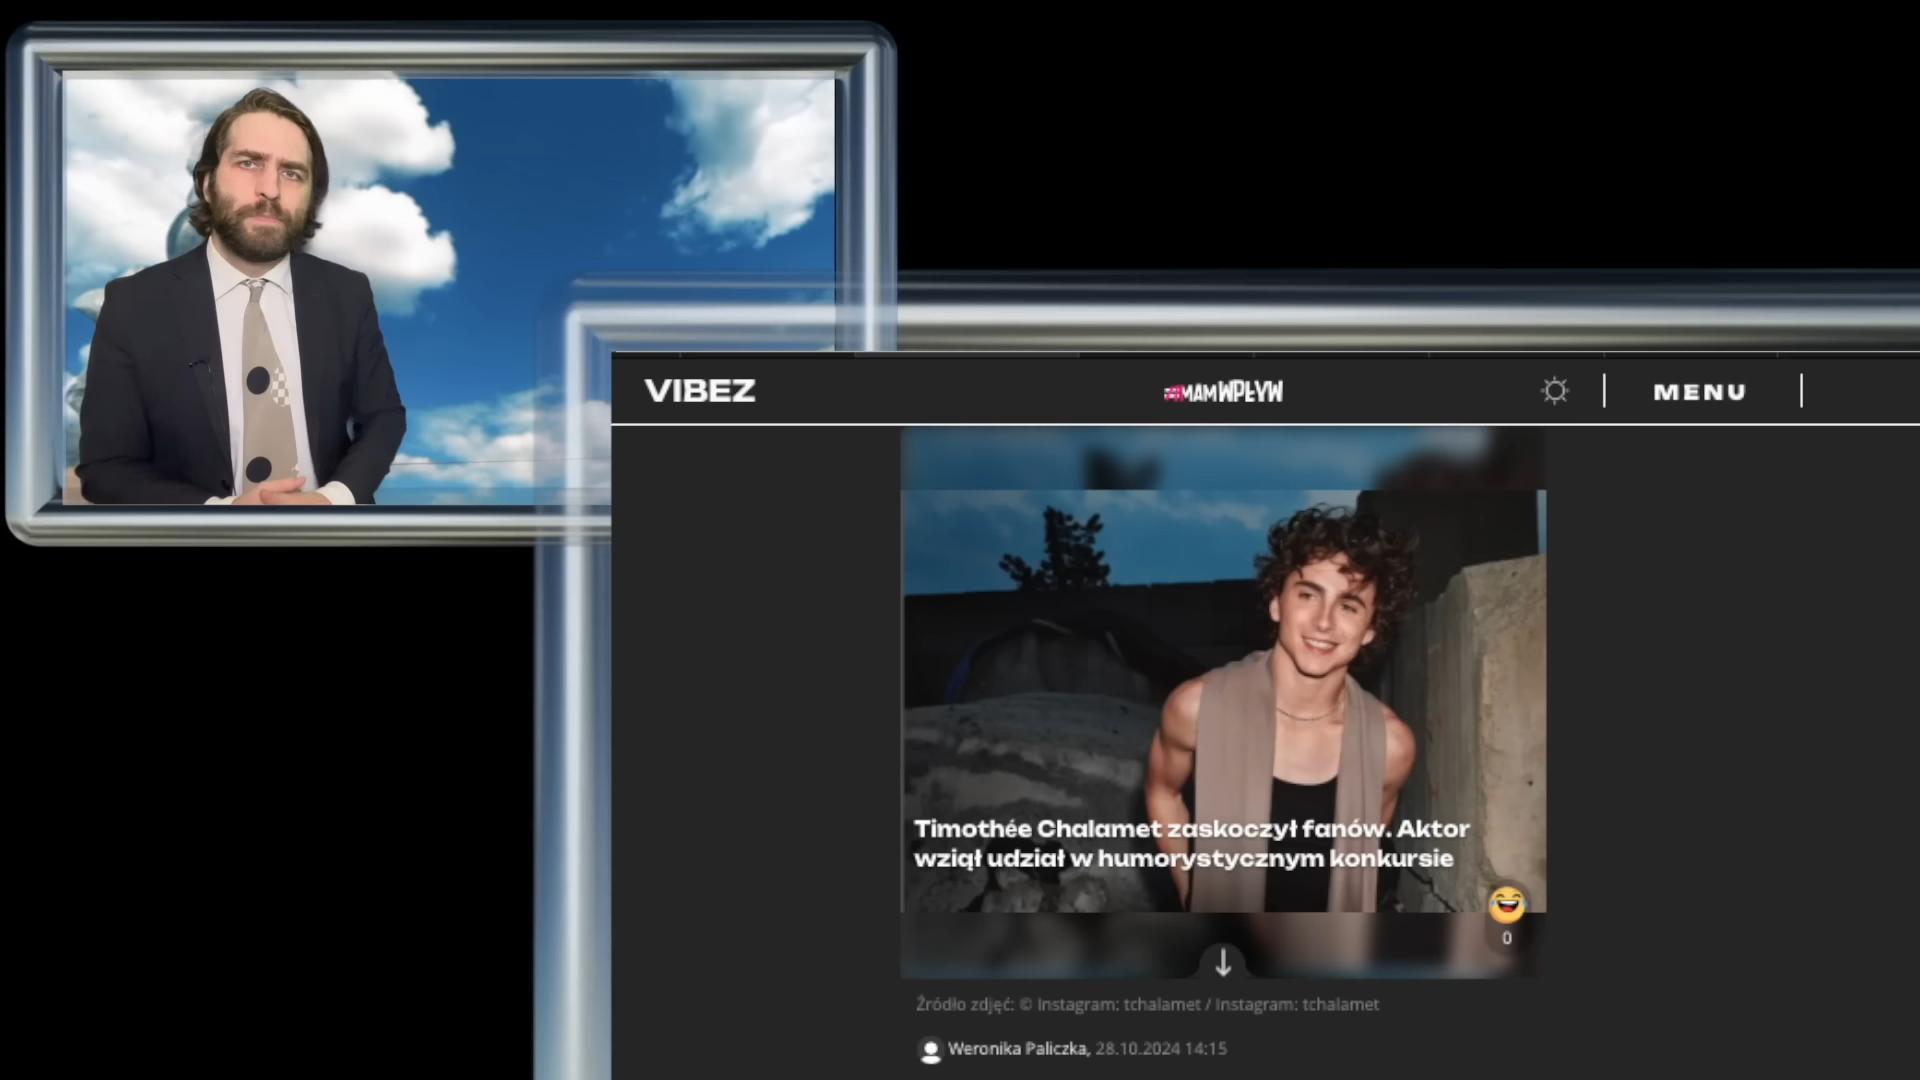 VIBEZ
#MAMWPŁYW
MENU
Timothée Chalamet zaskoczył fanów. Aktor
wziął udział w humorystycznym konkursie
0
Źródło zdjęć: © Instagram: tchalamet / Instagram: tchalamet
Weronika Paliczka, 28.10.2024 14:15